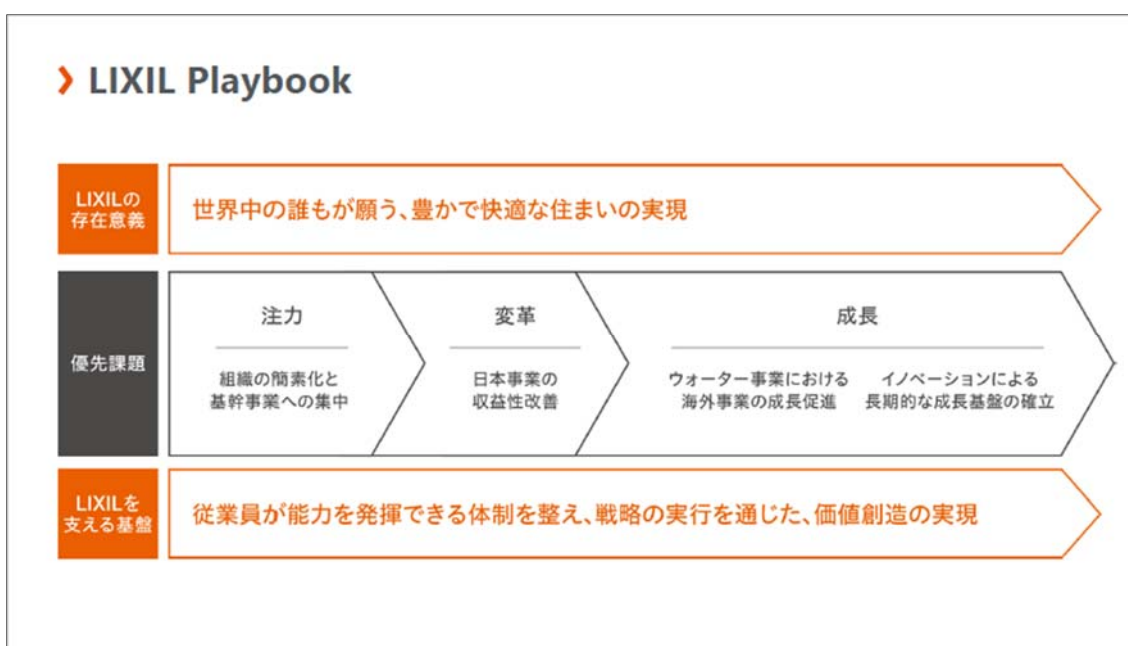 LIXIL Playbook
LIXILの
存在意義
世界中の誰もが願う、豊かで快適な住まいの実現
優先課題
注力
組織の簡素化と
基幹事業への集中
変革
日本事業の
収益性改善
成長
ウォーター事業における
海外事業の成長促進
イノベーションによる
長期的な成長基盤の確立
LIXILを
支える基盤
従業員が能力を発揮できる体制を整え、戦略の実行を通じた、価値創造の実現